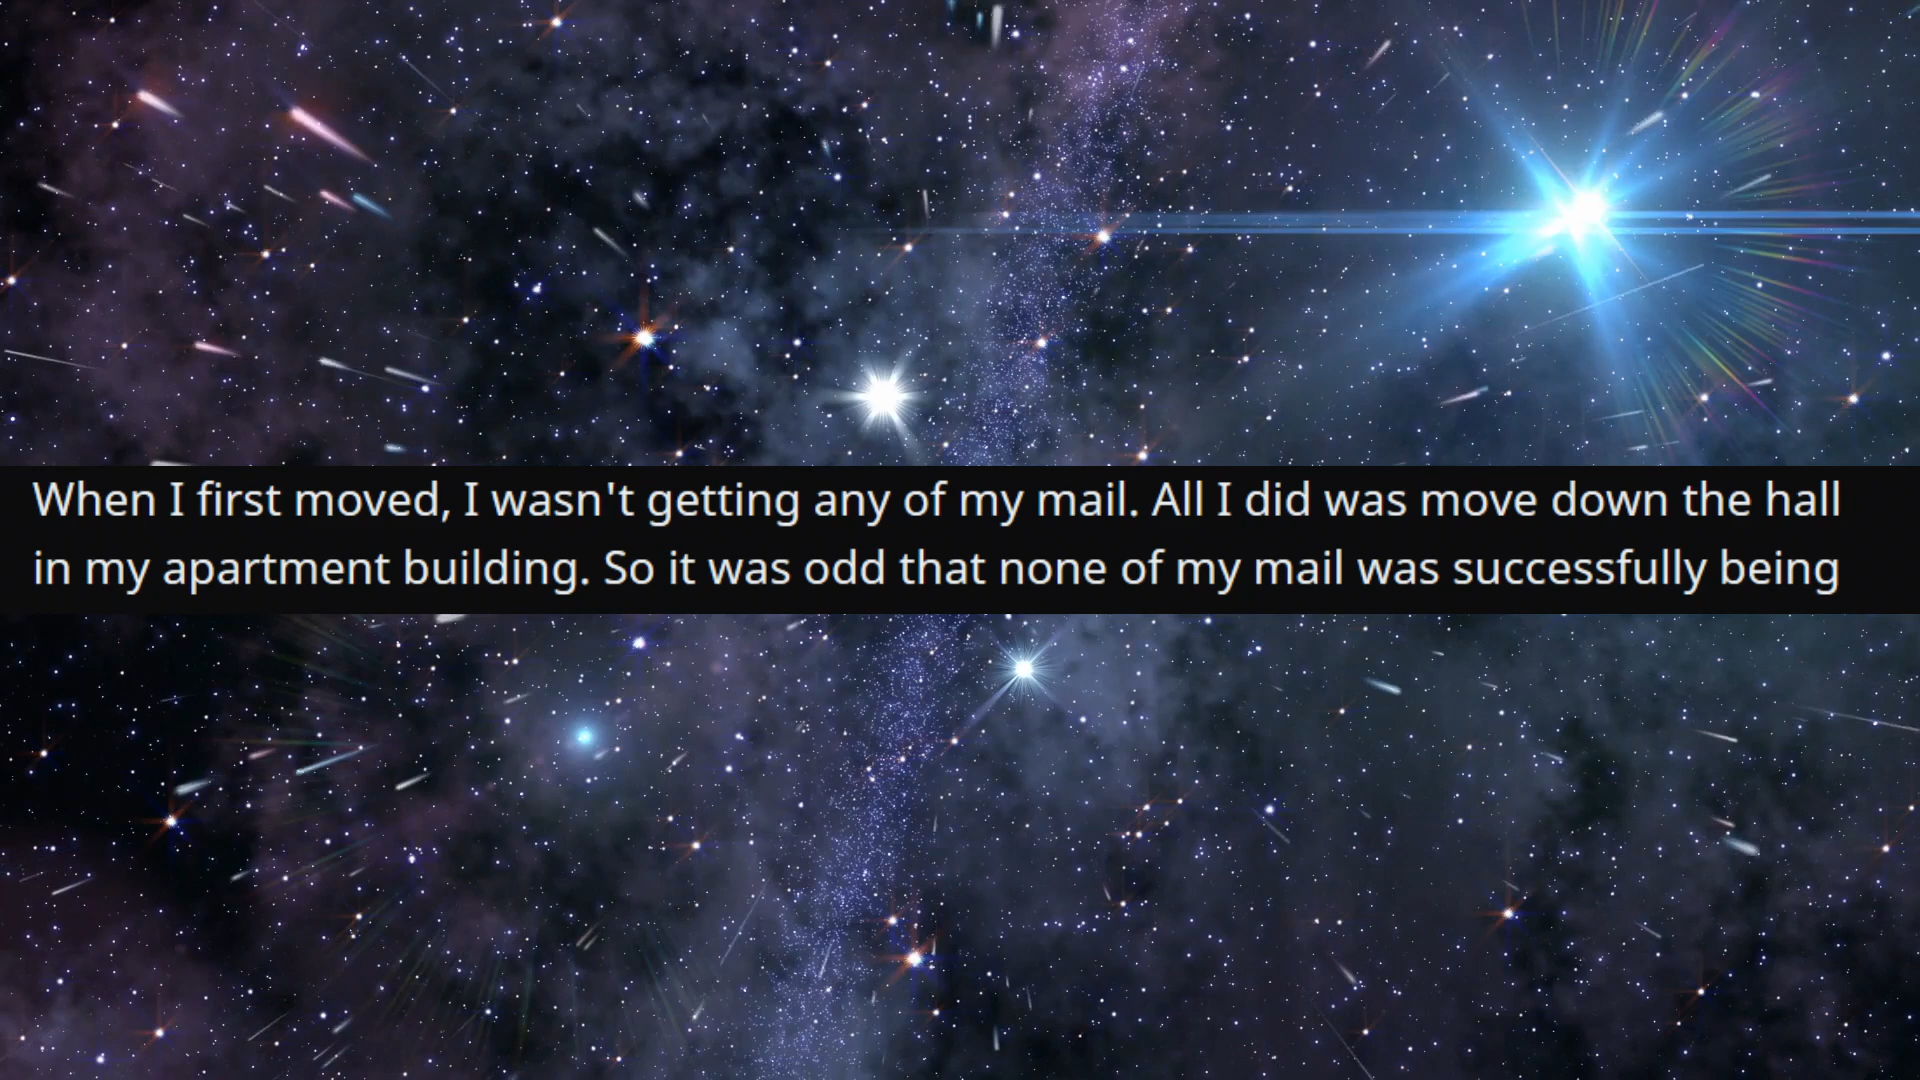 When I first moved, I wasn't getting any of my mail. All I did was move down the hall
in my apartment building. So it was odd that none of my mail was successfully being